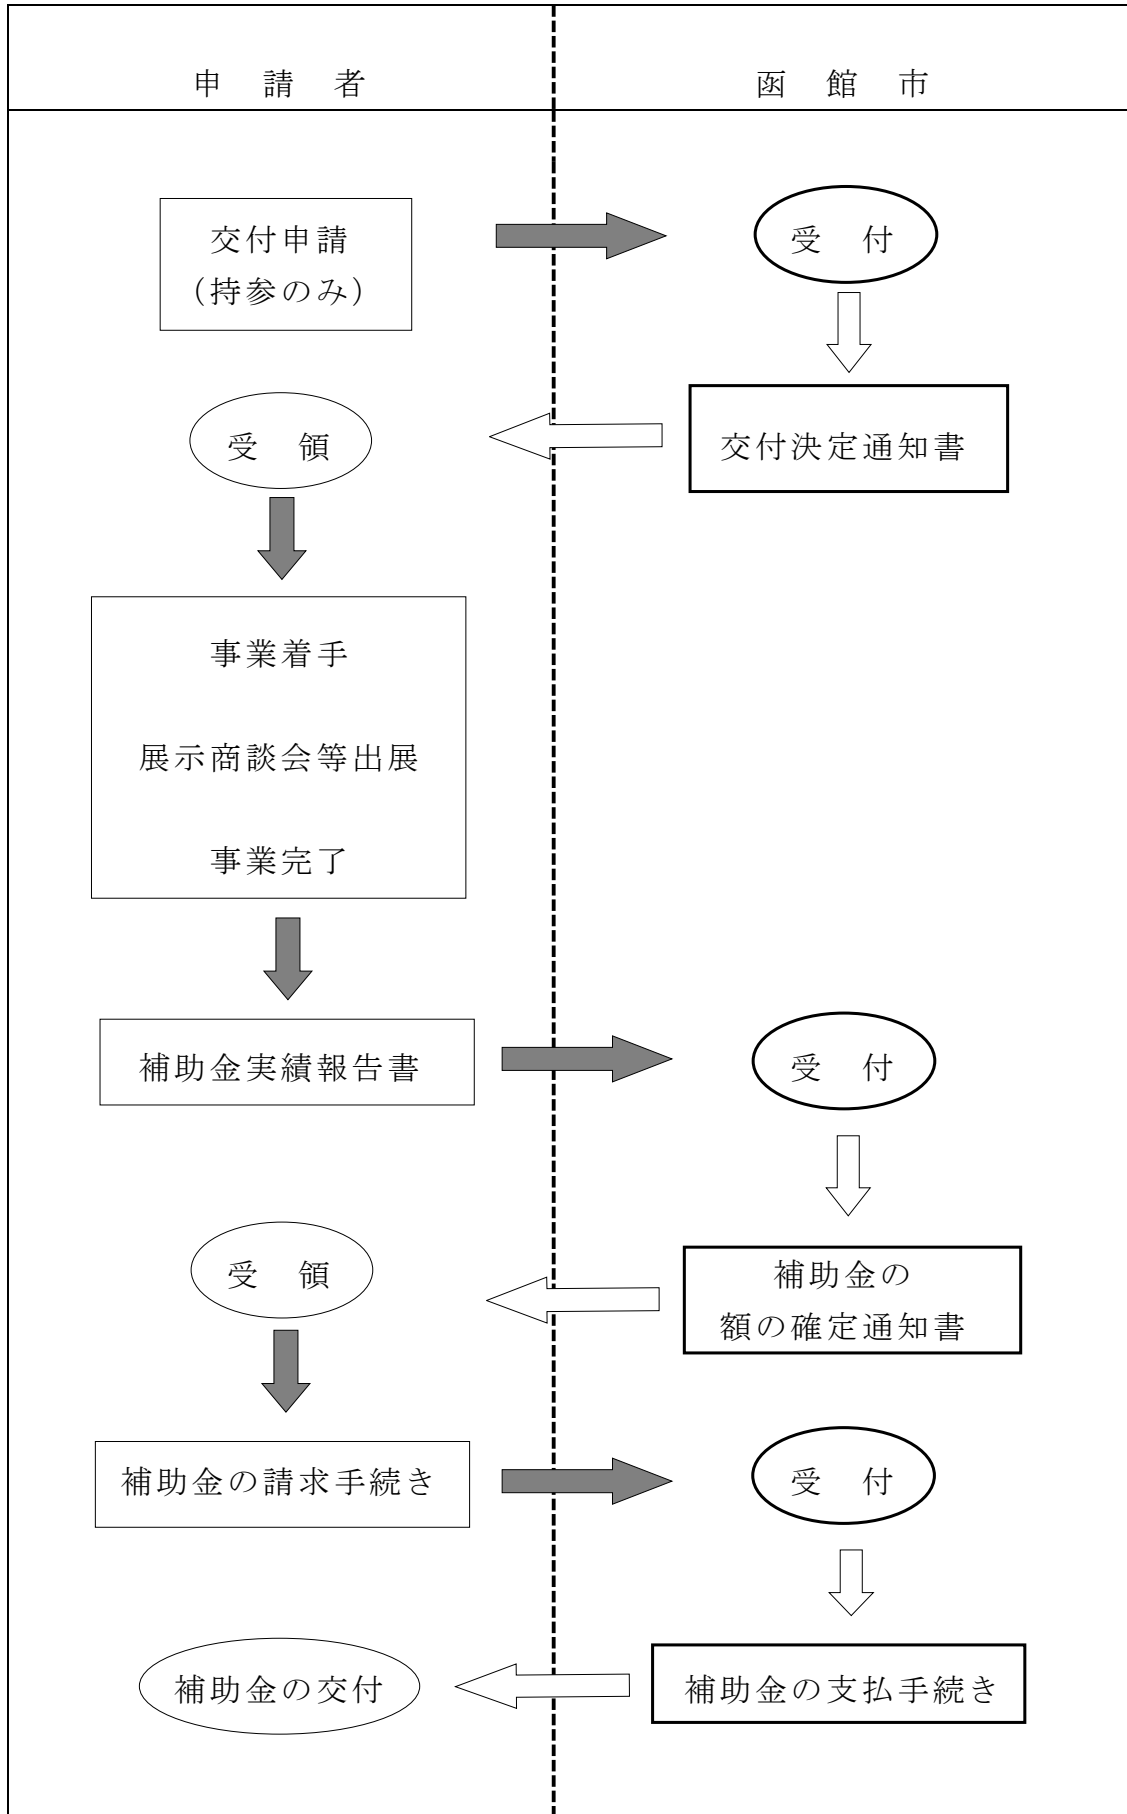 申 請 者
函 館 市
交付申請
（持参のみ）
受 付
交付決定通知書
受 領
事業着手
展示商談会等出展
事業完了
補助金実績報告書
受 付
補助金の
額の確定通知書
受 領
補助金の請求手続き
受 付
補助金の支払手続き
補助金の交付